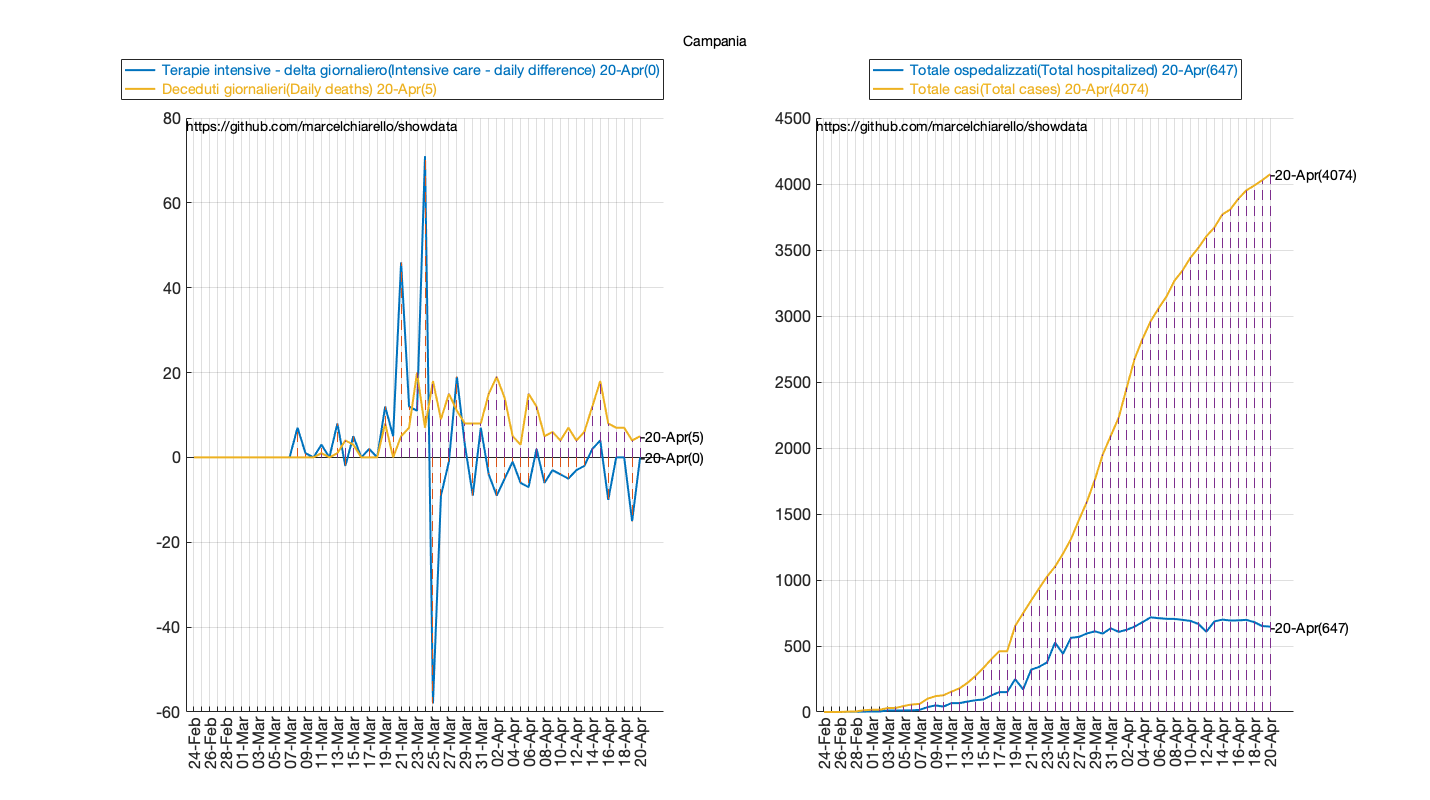 Campania
Terapie intensive - delta giornaliero(Intensive care - daily difference) 20-Apr(0)
Deceduti giornalieri(Daily deaths) 20-Apr(5)
https://github.com/marcelchiarello/showdata
80
60
40
20
0
-20
-40
-60
-20-Apr(5)
-20-Apr(0)
24-Feb
26-Feb
28-Feb
01-Mar
03-Mar
05-Mar
07-Mar
09-Mar
11-Mar
13-Mar
15-Mar
17-Mar
19-Mar
21-Mar
23-Mar
25-Mar
27-Mar
29-Mar
31-Mar
02-Apr
04-Apr
06-Apr
08-Apr
10-Apr
12-Apr
14-Apr
16-Apr
18-Apr
20-Apr
Totale ospedalizzati(Total hospitalized) 20-Apr(647)
Totale casi(Total cases) 20-Apr(4074)
https://github.com/marcelchiarello/showdata
4500
4000
3500
3000
2500
2000
1500
1000
500
0
-20-Apr(4074)
-20-Apr(647)
24-Feb
26-Feb
28-Feb
01-Mar
03-Mar
05-Mar
07-Mar
09-Mar
11-Mar
13-Mar
15-Mar
17-Mar
19-Mar
21-Mar
23-Mar
25-Mar
27-Mar
29-Mar
31-Mar
02-Apr
04-Apr
06-Apr
08-Apr
10-Apr
12-Apr
14-Apr
16-Apr
18-Apr
20-Apr